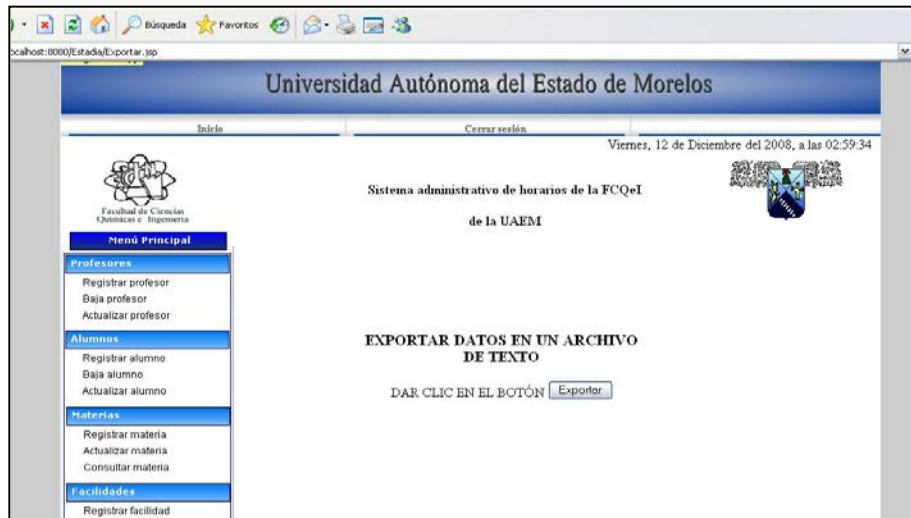 Búsqueda Favoritos
ocalhost:8080/Estadia/Exportar.jsp
Universidad Autónoma del Estado de Morelos
Inicio Cerrar sesión
Viernes, 12 de Diciembre del 2008, a las 02:59:34
Facultad de Ciencias
Químicas e Ingeniería
Sistema administrativo de horarios de la FCQeI
de la UAEM
Menú Principal
Profesores
Registrar profesor
Baja profesor
Actualizar profesor
Alumnos
Registrar alumno
Baja alumno
Actualizar alumno
Materias
Registrar materia
Actualizar materia
Consultar materia
Facilidades
Registrar facilidad
EXPORTAR DATOS EN UN ARCHIVO
DE TEXTO
DAR CLIC EN EL BOTÓN Exportar